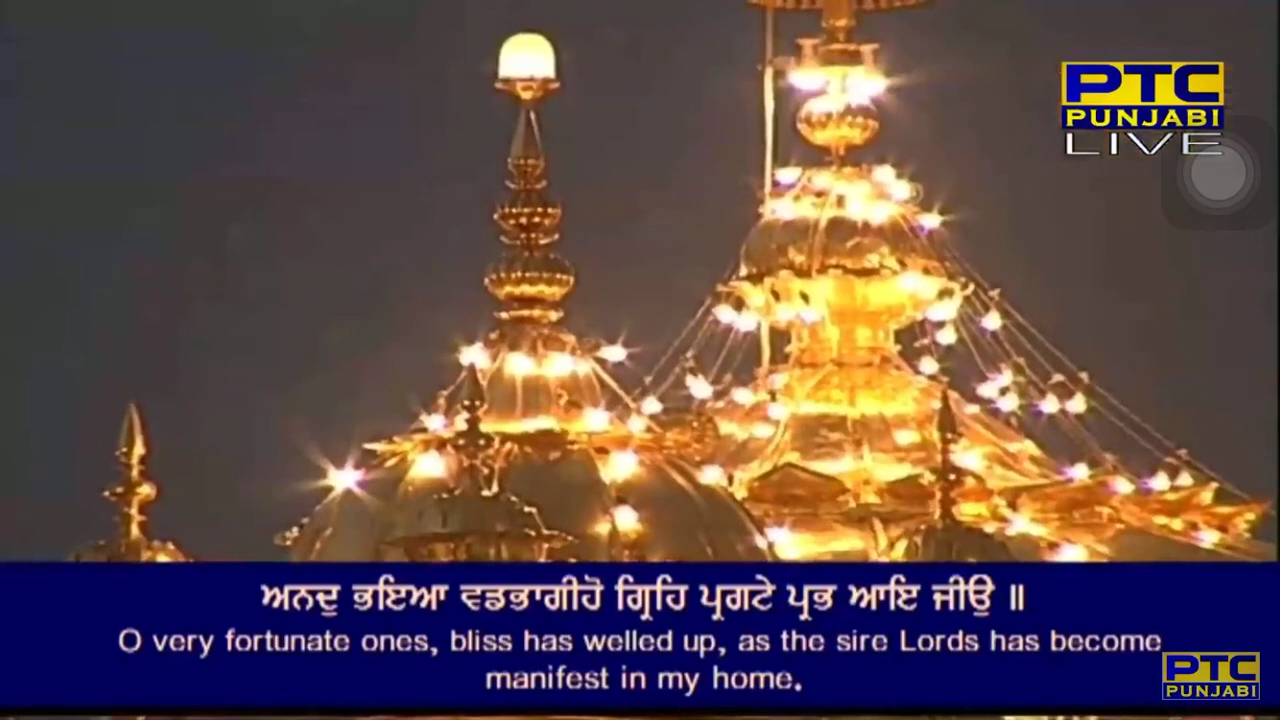 PTC
PUNJABI
LIVE
ਅਨਦੁ ਭਇਆ ਵਡਭਾਗੀਹੋ ਗ੍ਰਿਹਿ ਪ੍ਰਗਟੇ ਪ੍ਰਭ ਆਇ ਜੀਉ ॥
O very fortunate ones, bliss has welled up, as the sire Lords has become
manifest in my home.
PTC
PUNJABI